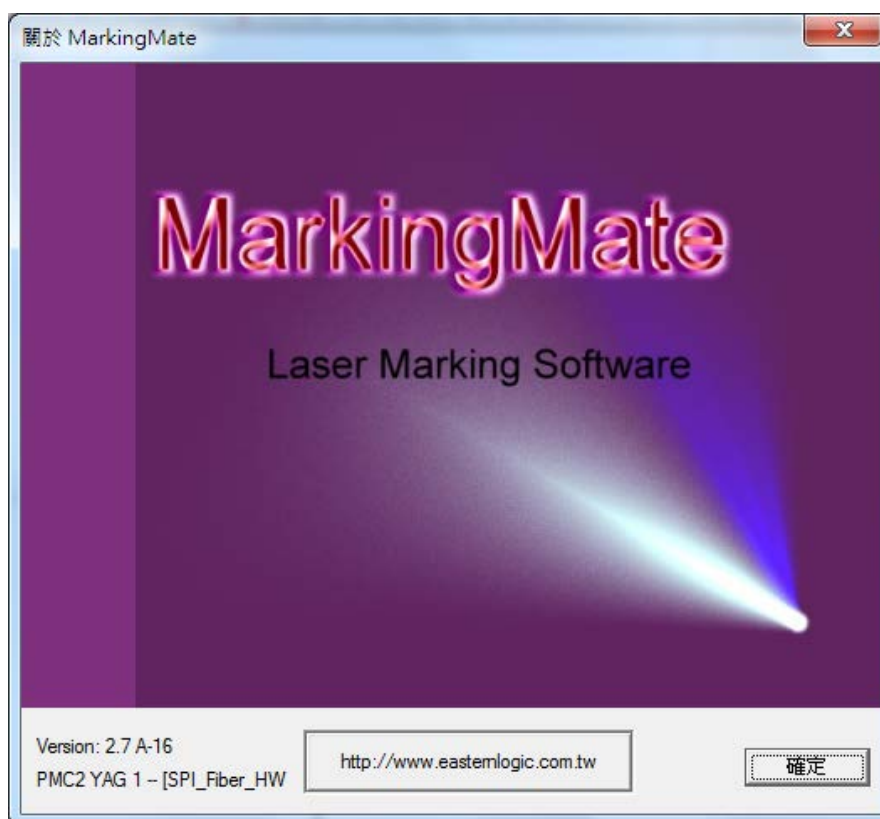 關於 MarkingMate
MarkingMate
Laser Marking Software
Version: 2.7 A-16
PMC2 YAG 1 – [SPI_Fiber_HW
http://www.easternlogic.com.tw
確定